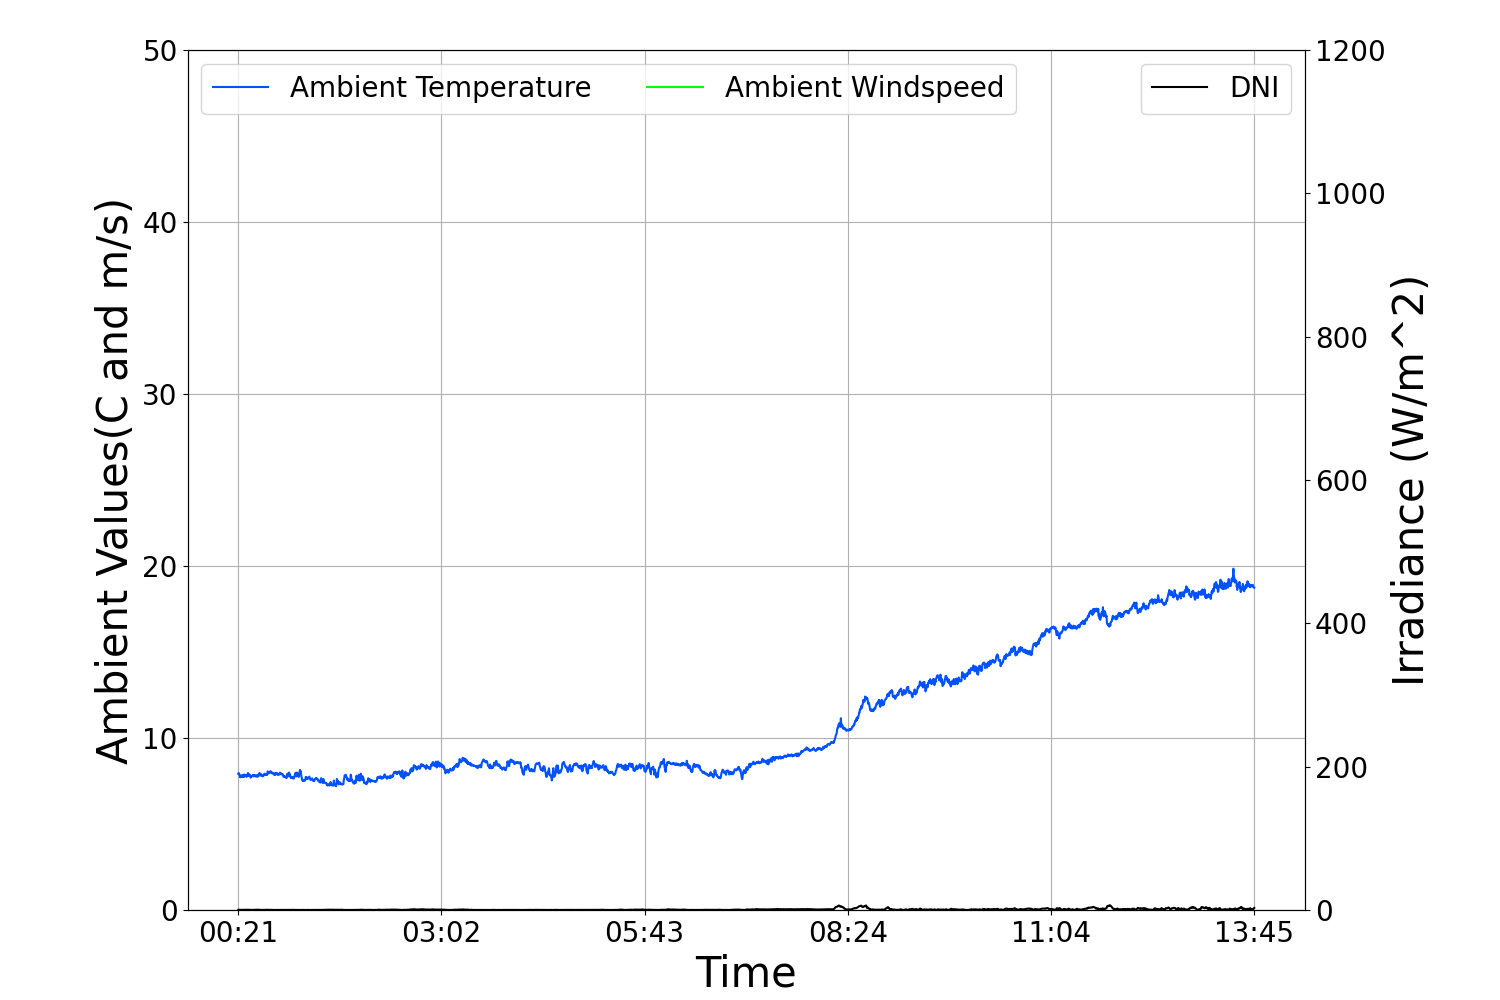 Ambient Temperature Ambient Windspeed DNI
Ambient Values(C and m/s)
50
40
30
20
10
0
1200
1000
800
600
400
200
0
Irradiance (W/m^2)
00:21 03:02 05:43 08:24 11:04 13:45
Time